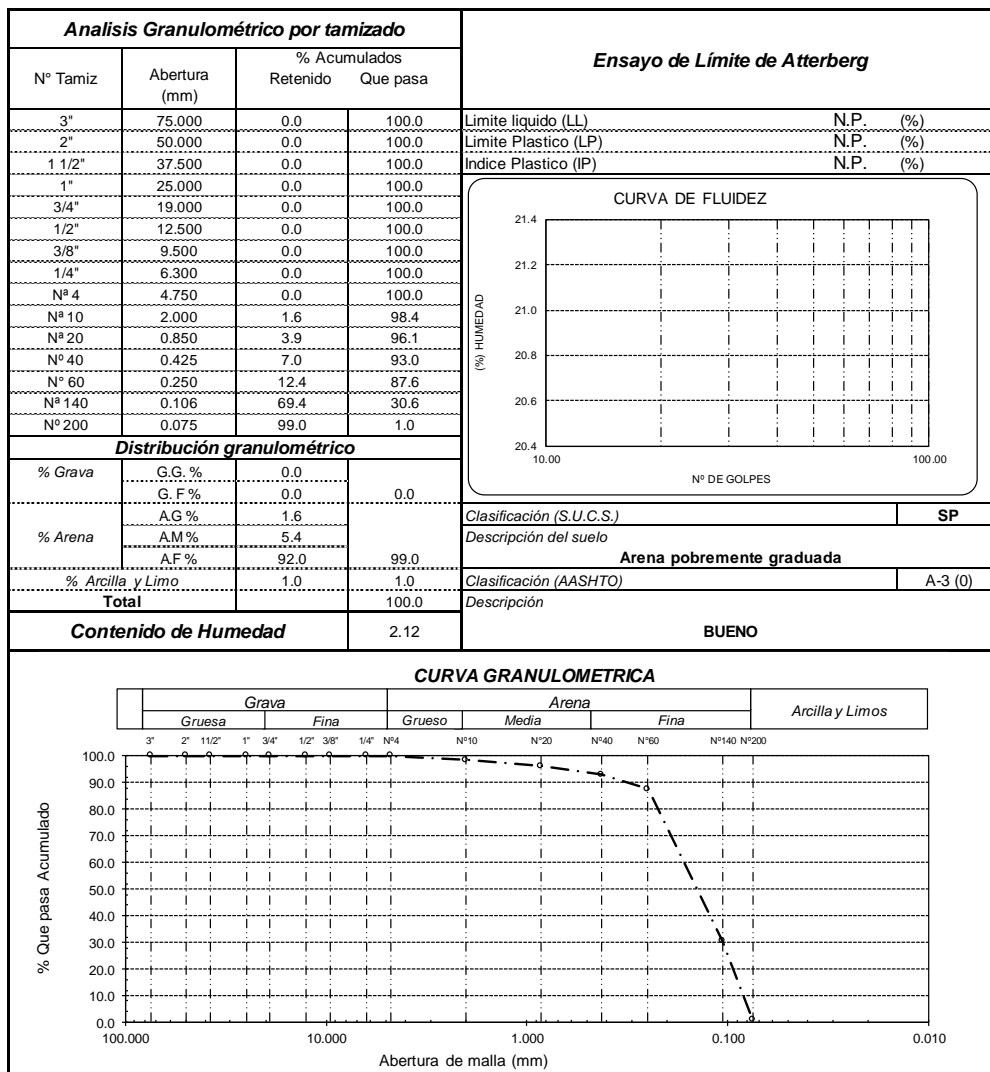 Analisis Granulométrico por tamizado
N° Tamiz Abertura (mm) % Acumulados Retenido Que pasa
3" 75.000 0.0 100.0
2" 50.000 0.0 100.0
1 1/2" 37.500 0.0 100.0
1" 25.000 0.0 100.0
3/4" 19.000 0.0 100.0
1/2" 12.500 0.0 100.0
3/8" 9.500 0.0 100.0
1/4" 6.300 0.0 100.0
Nª 4 4.750 0.0 100.0
Nª 10 2.000 1.6 98.4
Nª 20 0.850 3.9 96.1
Nº 40 0.425 7.0 93.0
N° 60 0.250 12.4 87.6
Nª 140 0.106 69.4 30.6
Nº 200 0.075 99.0 1.0
Distribución granulométrico
% Grava G.G. % 0.0
G. F % 0.0 0.0
A.G % 1.6
% Arena A.M % 5.4
A.F % 92.0 99.0
% Arcilla y Limo 1.0 1.0
Total 100.0
Contenido de Humedad 2.12
Ensayo de Límite de Atterberg
Limite liquido (LL) N.P. (%)
Limite Plastico (LP) N.P. (%)
Indice Plastico (IP) N.P. (%)
CURVA DE FLUIDEZ
21.4
21.2
21.0
20.8
20.6
20.4
(%) HUMEDAD
10.00 100.00
Nº DE GOLPES
Clasificación (S.U.C.S.) SP
Descripción del suelo
Arena pobremente graduada
Clasificación (AASHTO) A-3 (0)
Descripción
BUENO
CURVA GRANULOMETRICA
Grava Arena Arcilla y Limos
Gruesa Fina Grueso Media Fina
3" 2" 11/2" 1" 3/4" 1/2" 3/8" 1/4" Nº4 Nº10 N°20 Nº40 N°60 Nº140 Nº200
100.0
90.0
80.0
70.0
60.0
50.0
40.0
30.0
20.0
10.0
0.0
% Que pasa Acumulado
100.000 10.000 1.000 0.100 0.010
Abertura de malla (mm)